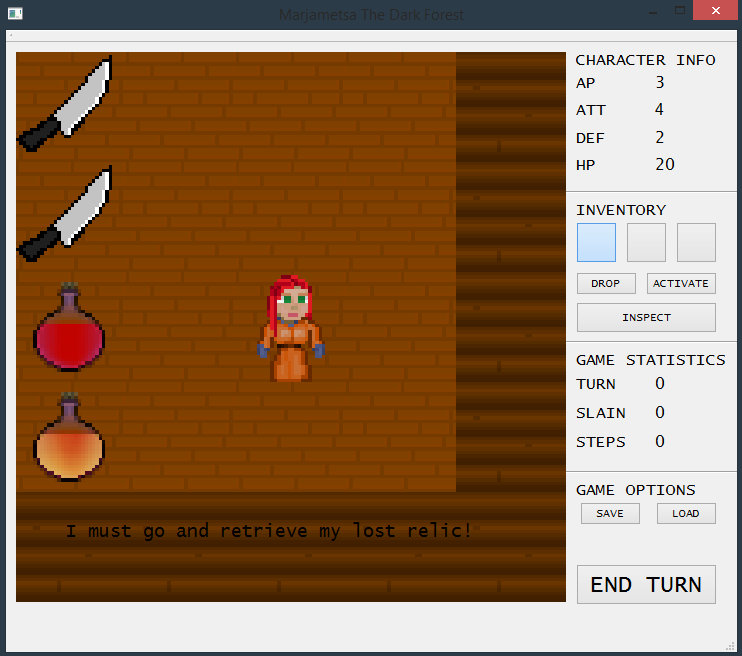 Marjametsa The Dark Forest
CHARACTER INFO
AP 3
ATT 4
DEF 2
HP 20
INVENTORY
DROP ACTIVATE
INSPECT
GAME STATISTICS
TURN 0
SLAIN 0
STEPS 0
GAME OPTIONS
SAVE LOAD
I must go and retrieve my lost relic!
END TURN